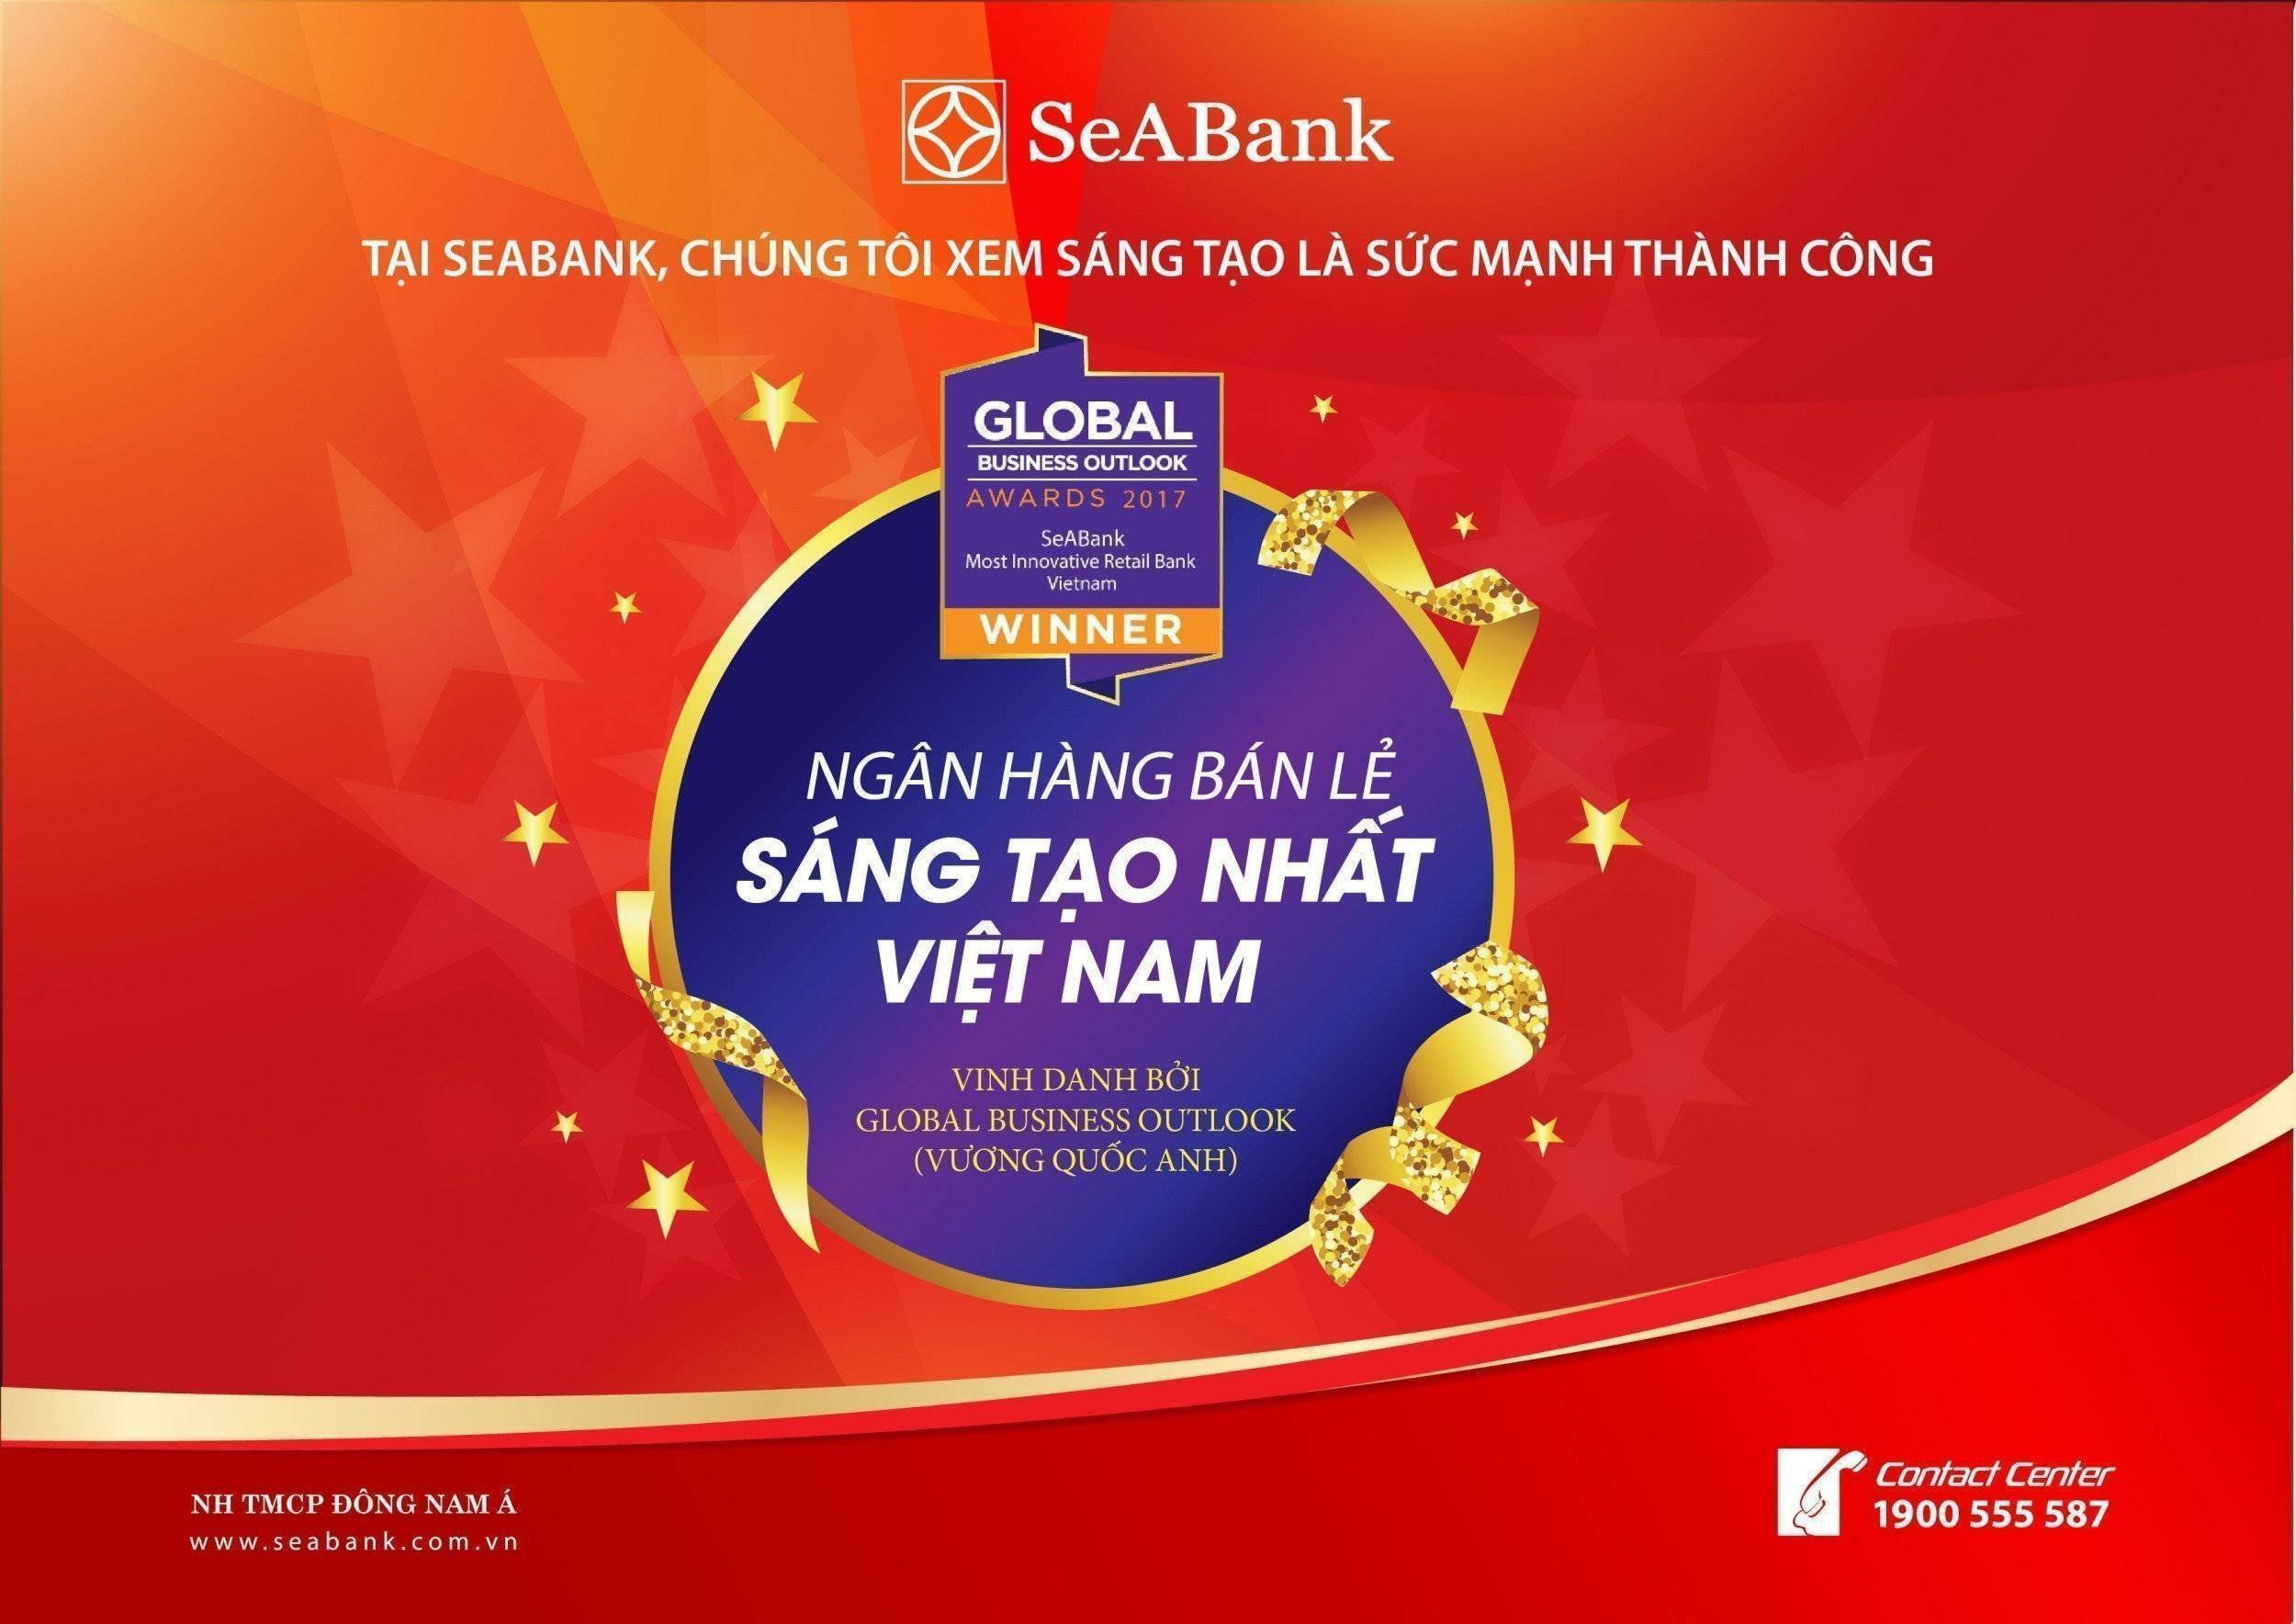 SeABank
TẠI SEABANK, CHÚNG TÔI XEM SÁNG TẠO LÀ SỨC MẠNH THÀNH CÔNG
GLOBAL
BUSINESS OUTLOOK
AWARDS 2017
SeABank
Most Innovative Retail Bank
Vietnam
WINNER
NGÂN HÀNG BÁN LẺ
SÁNG TẠO NHẤT
VIỆT NAM
VINH DANH BỞI
GLOBAL BUSINESS OUTLOOK
(VƯƠNG QUỐC ANH)
NH TMCP ĐÔNG NAM Á
www.seabank.com.vn
Contact Center
1900 555 587